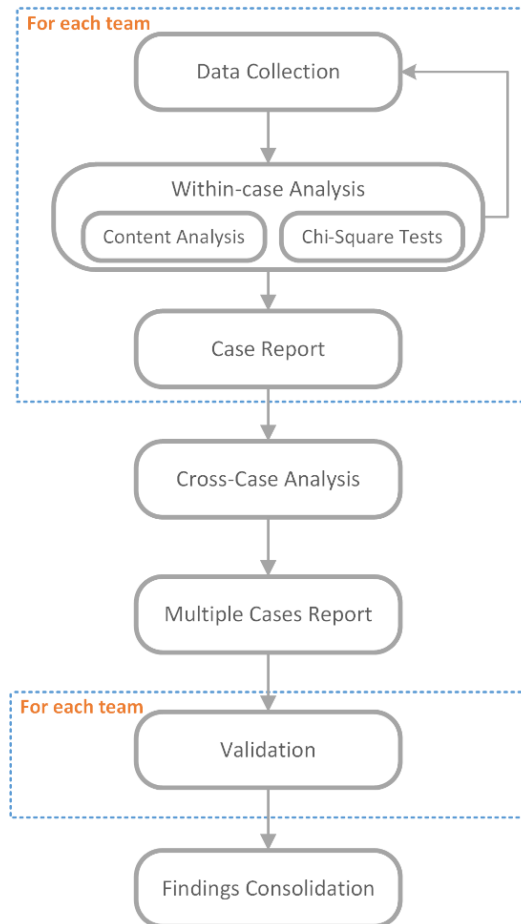 For each team
Data Collection
Within-case Analysis
Content Analysis
Chi-Square Tests
Case Report
Cross-Case Analysis
Multiple Cases Report
For each team
Validation
Findings Consolidation